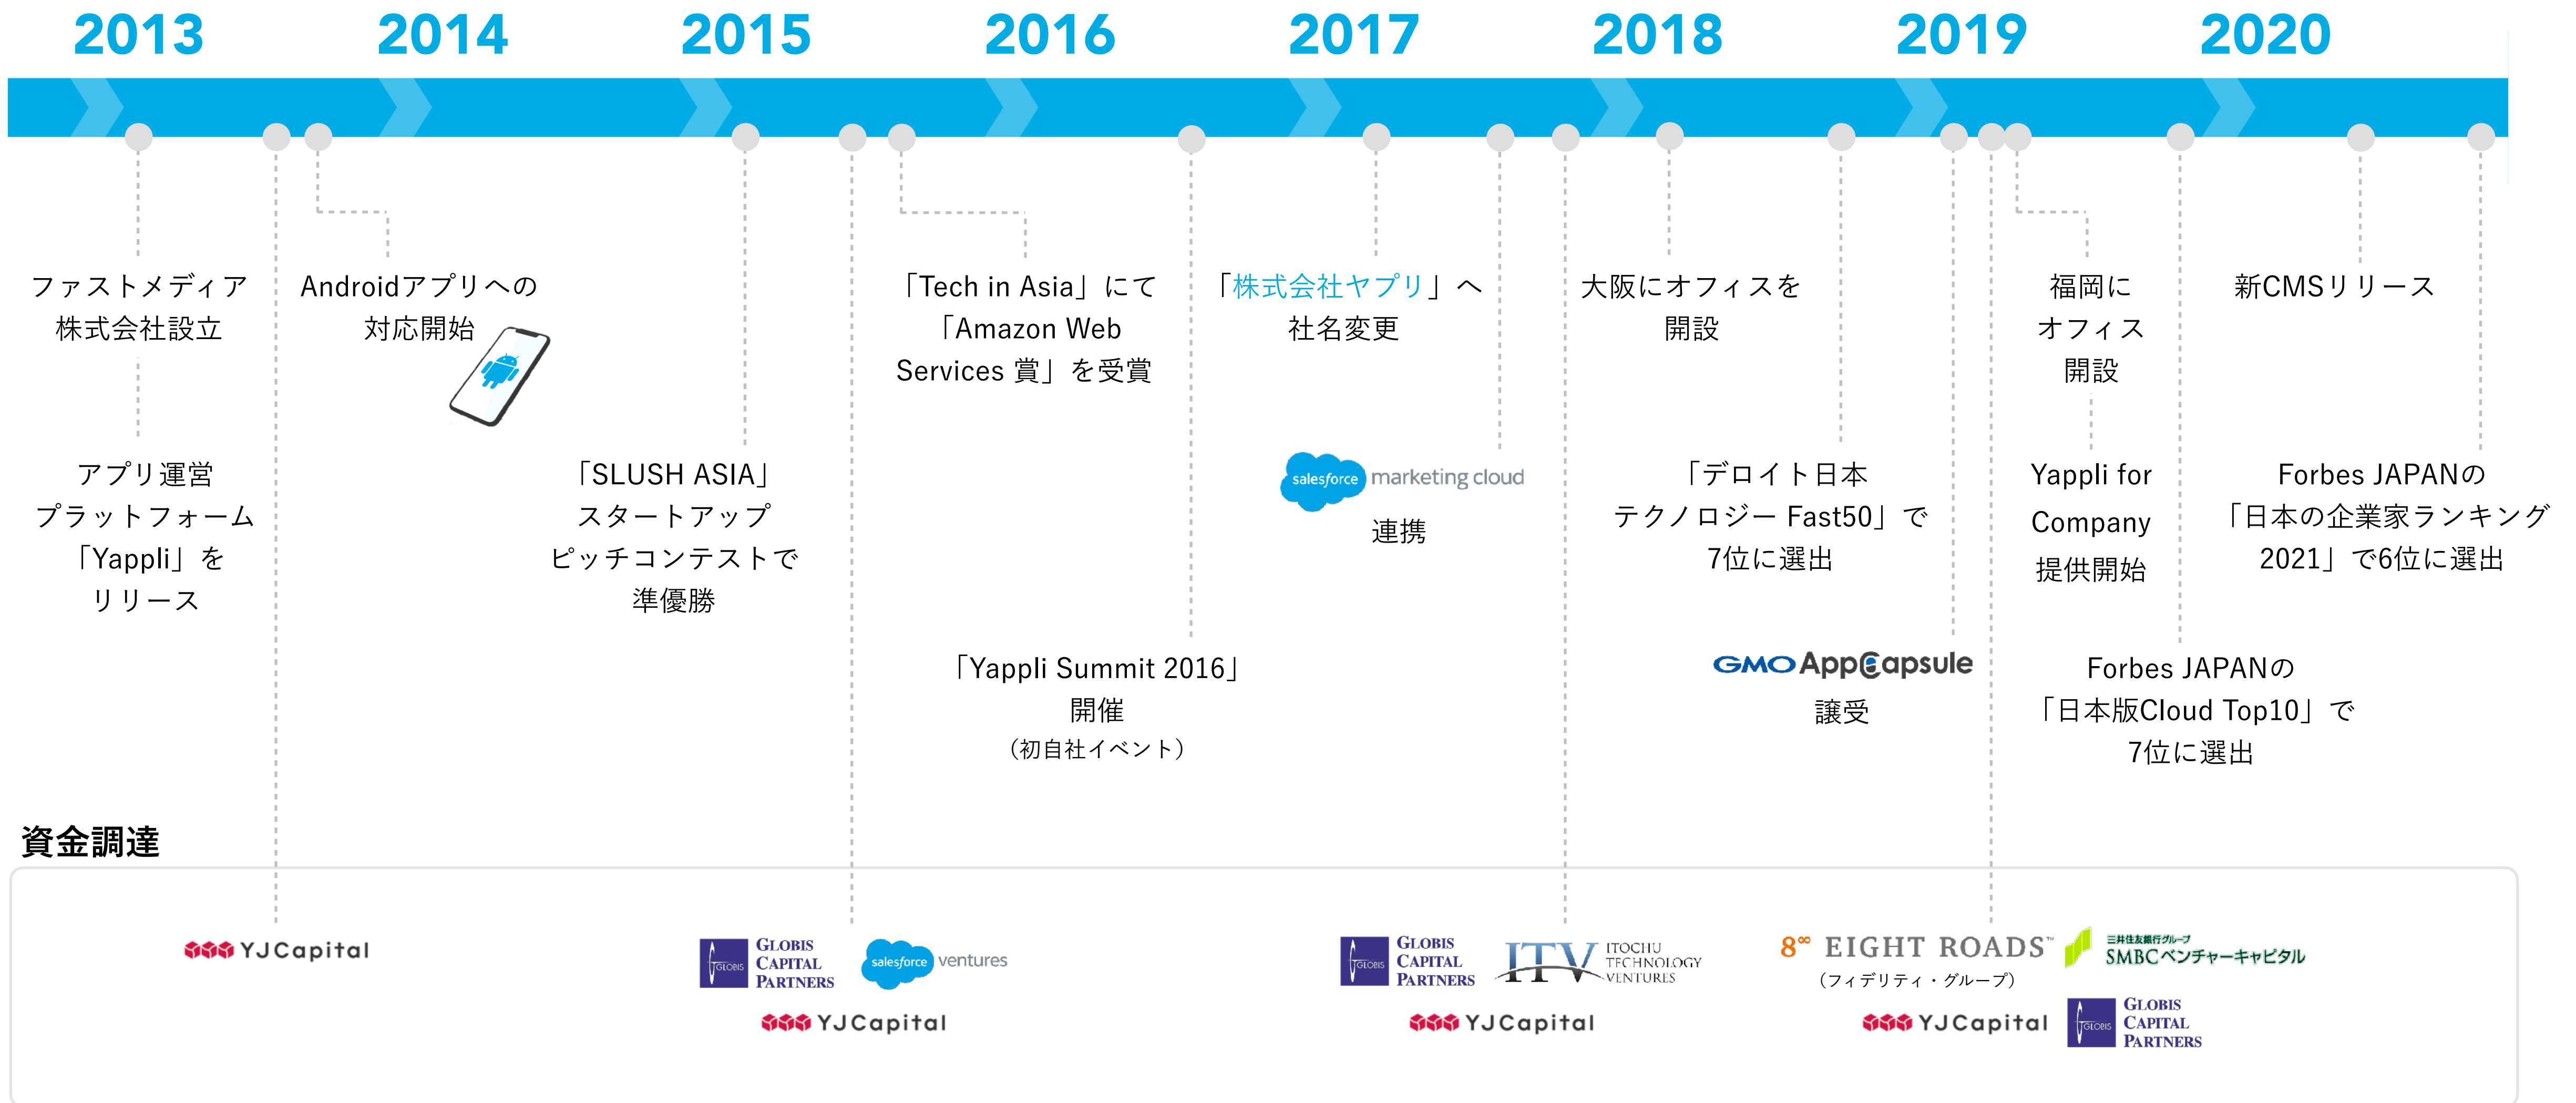 2013
2014
2015
2016
2017
2018
2019
2020
ファストメディア
株式会社設立
アプリ運営
プラットフォーム
「Yappli」を
リリース
Androidアプリへの
対応開始
「SLUSH ASIA」
スタートアップ
ピッチコンテストで
準優勝
「Tech in Asia」にて
「Amazon Web
Services 賞」を受賞
「Yappli Summit 2016」
開催
（初自社イベント）
「株式会社ヤプリ」へ
社名変更
salesforce marketing cloud
連携
大阪にオフィスを
開設
「デロイト日本
テクノロジー Fast50」で
7位に選出
GMO AppCapsule
譲受
福岡に
オフィス
開設
Yappli for
Company
提供開始
Forbes JAPANの
「日本版Cloud Top10」で
7位に選出
新CMSリリース
Forbes JAPANの
「日本の企業家ランキング
2021」で6位に選出
資金調達
YJCapital
GLOBIS
GLOBIS
CAPITAL
PARTNERS
salesforce ventures
YJCapital
GLOBIS
GLOBIS
CAPITAL
PARTNERS
ITV
ITOCHU
TECHNOLOGY
VENTURES
YJCapital
8∞ EIGHT ROADS™
（フィデリティ・グループ）
三井住友銀行グループ
SMBCベンチャーキャピタル
YJCapital
GLOBIS
GLOBIS
CAPITAL
PARTNERS